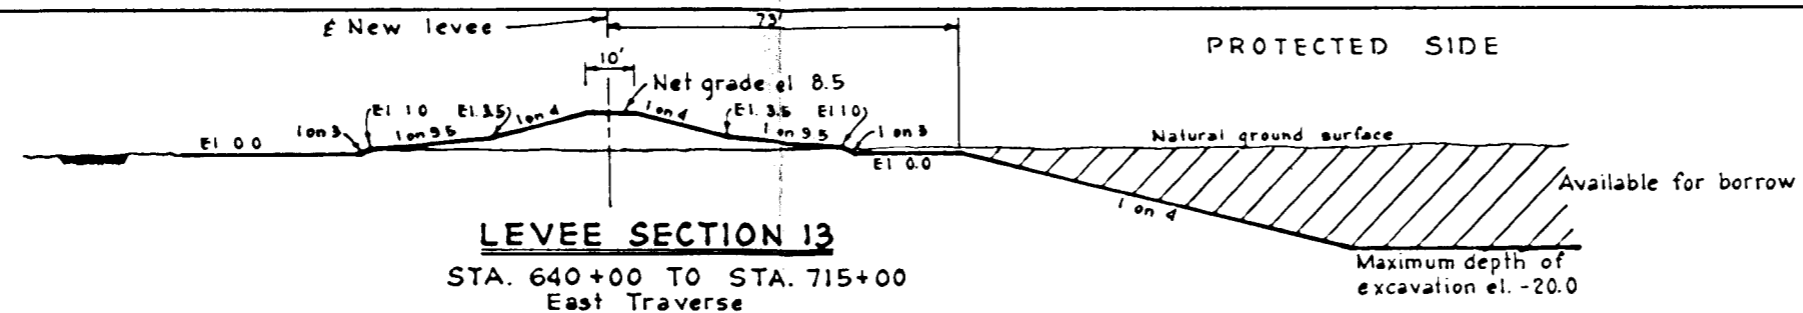 ℄ New levee
73'
PROTECTED SIDE
10'
Net grade el 8.5
El. 1 0
El. 3.5
1 on 4
1 on 4
El. 3.5
El 1 0
1 on 3
1 on 9.5
1 on 9.5
1 on 3
El 0.0
El 0.0
Natural ground surface
Available for borrow
1 on 4
LEVEE SECTION 13
STA. 640+00 TO STA. 715+00
East Traverse
Maximum depth of
excavation el. -20.0